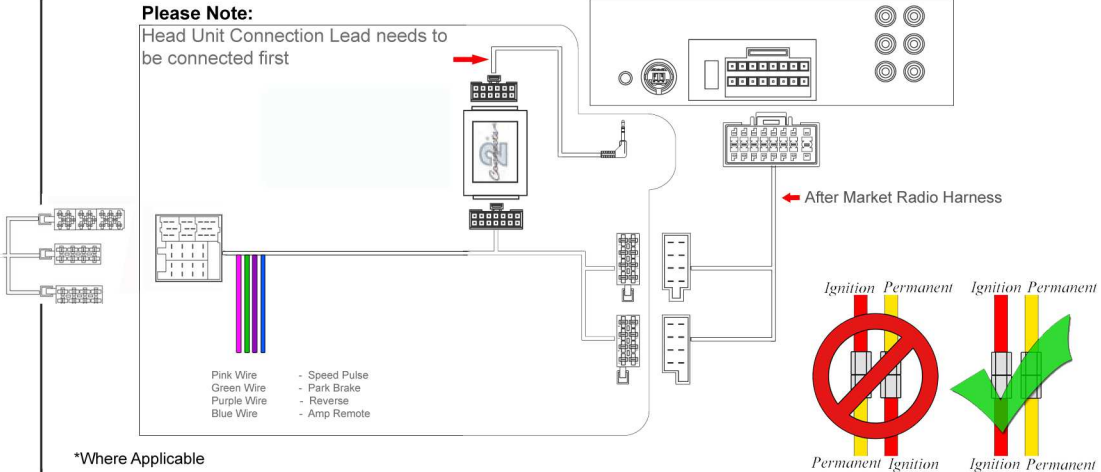 Please Note:
Head Unit Connection Lead needs to
be connected first
2
After Market Radio Harness
Ignition Permanent
Ignition Permanent
Pink Wire - Speed Pulse
Green Wire - Park Brake
Purple Wire - Reverse
Blue Wire - Amp Remote
Permanent Ignition
Ignition Permanent
*Where Applicable